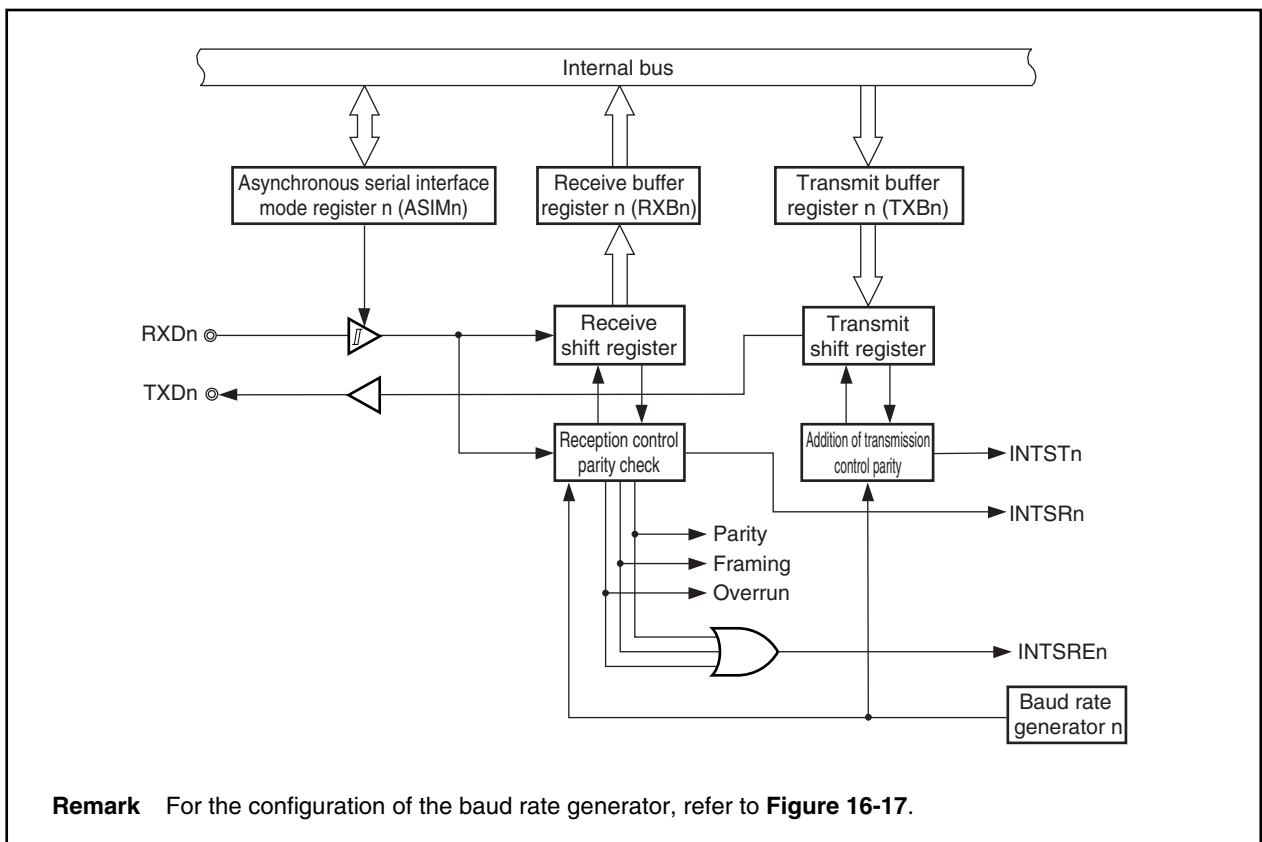 Internal bus
Asynchronous serial interface
mode register n (ASIMn)
Receive buffer
register n (RXBn)
Transmit buffer
register n (TXBn)
RXDn
Receive
shift register
Transmit
shift register
TXDn
Reception control
parity check
Addition of transmission
control parity
INTSTn
INTSRn
Parity
Framing
Overrun
INTSREn
Baud rate
generator n
Remark For the configuration of the baud rate generator, refer to Figure 16-17.